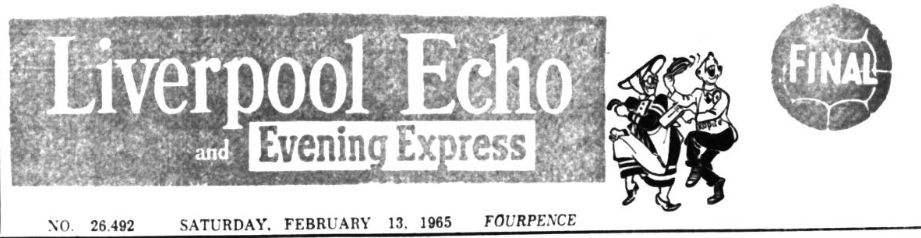 Liverpool Echo
and Evening Express
FINAL
NO. 26.492 SATURDAY, FEBRUARY 13, 1965 FOURPENCE